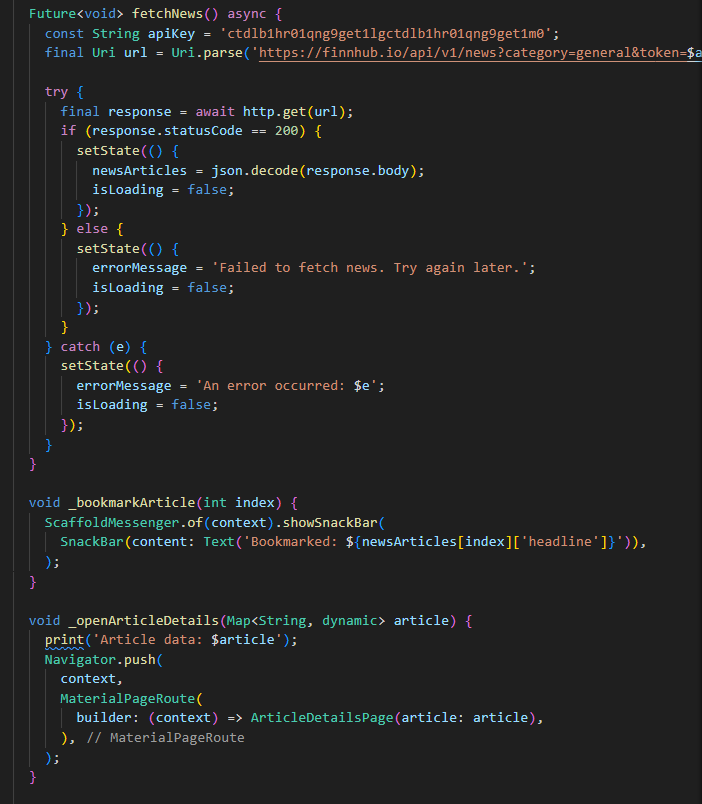 Future<void> fetchNews() async {
  const String apiKey = 'ctdlb1hr01qng9get1lgctdlb1hr01qng9get1m0';
  final Uri url = Uri.parse('https://finnhub.io/api/v1/news?category=general&token=$a

  try {
    final response = await http.get(url);
    if (response.statusCode == 200) {
      setState(() {
        newsArticles = json.decode(response.body);
        isLoading = false;
      });
    } else {
      setState(() {
        errorMessage = 'Failed to fetch news. Try again later.';
        isLoading = false;
      });
    }
  } catch (e) {
    setState(() {
      errorMessage = 'An error occurred: $e';
      isLoading = false;
    });
  }
}

void _bookmarkArticle(int index) {
  ScaffoldMessenger.of(context).showSnackBar(
    SnackBar(content: Text('Bookmarked: ${newsArticles[index]['headline']}')),
  );
}

void _openArticleDetails(Map<String, dynamic> article) {
  print('Article data: $article');
  Navigator.push(
    context,
    MaterialPageRoute(
      builder: (context) => ArticleDetailsPage(article: article),
    ), // MaterialPageRoute
  );
}